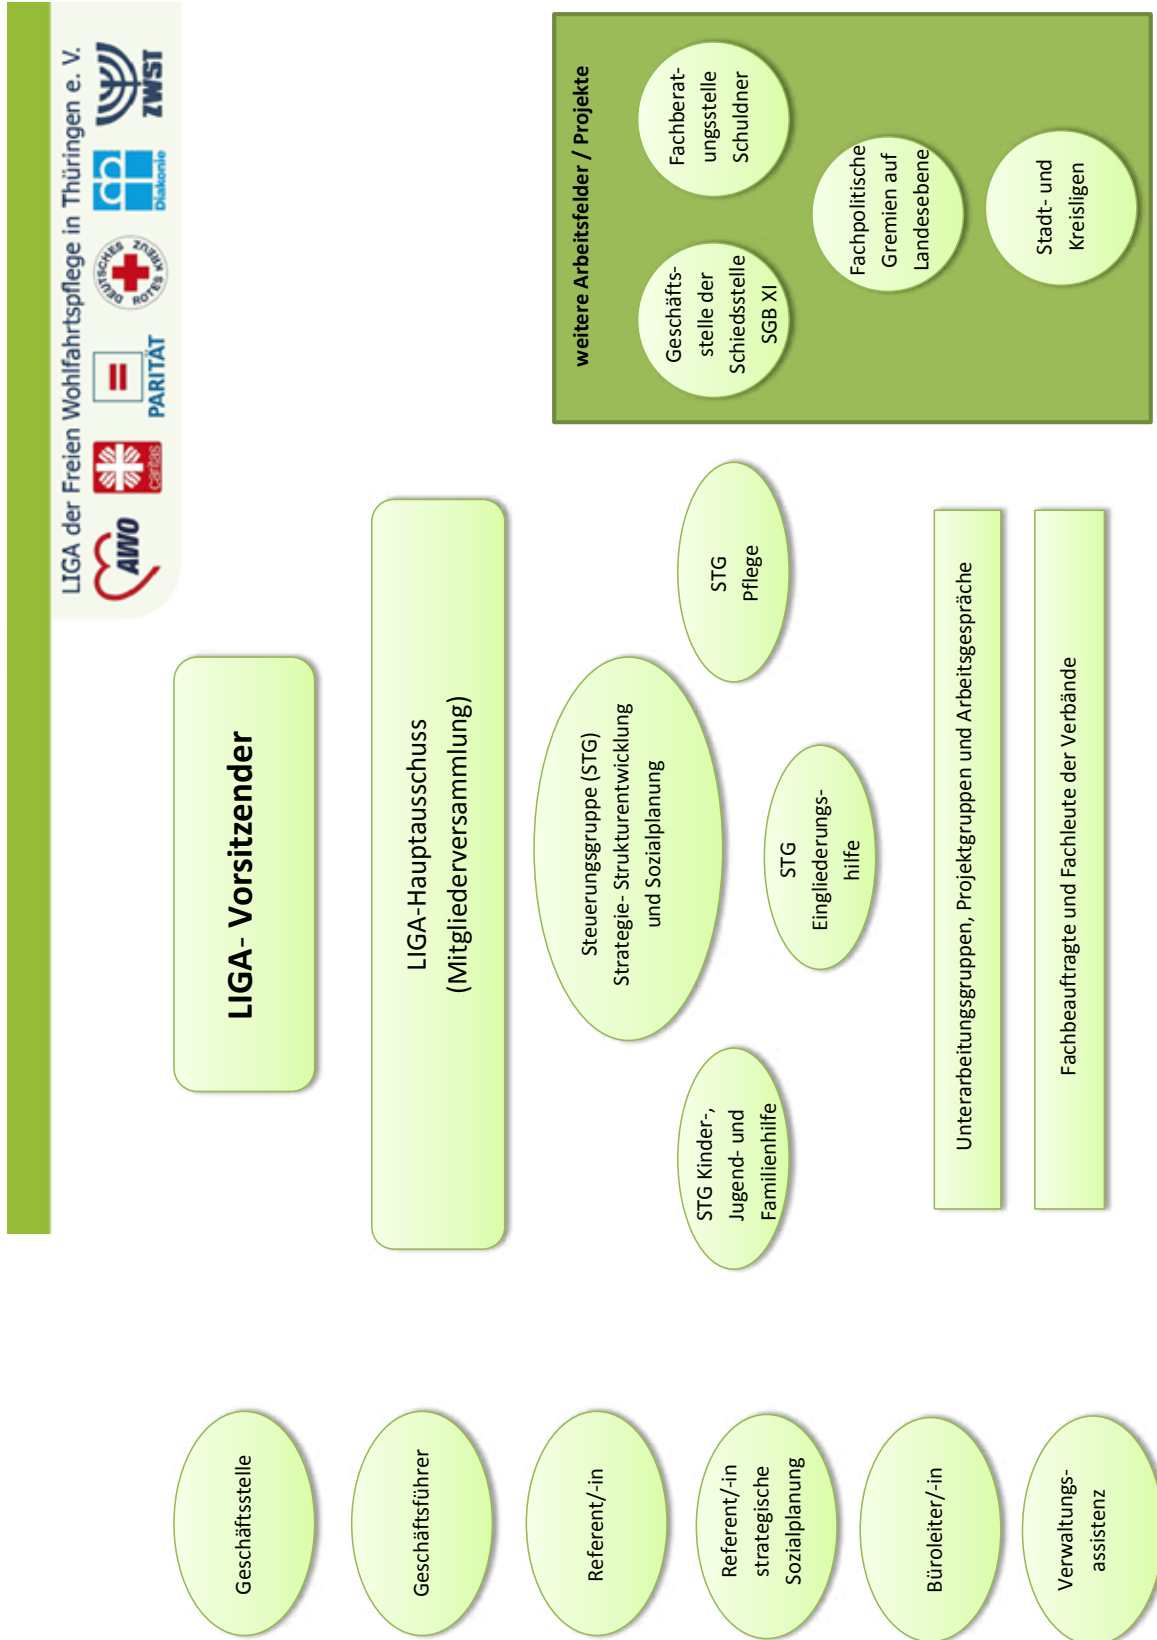 LIGA der Freien Wohlfahrtspflege in Thüringen e. V.
AWO
caritas
PARITÄT
DEUTSCHES ROTES KREUZ
Diakonie
ZWST
LIGA- Vorsitzender
LIGA-Hauptausschuss
(Mitgliederversammlung)
Steuerungsgruppe (STG)
Strategie- Strukturentwicklung
und Sozialplanung
STG Kinder-,
Jugend- und
Familienhilfe
STG
Eingliederungs-
hilfe
STG
Pflege
Unterarbeitungsgruppen, Projektgruppen und Arbeitsgespräche
Fachbeauftragte und Fachleute der Verbände
Geschäftsstelle
Geschäftsführer
Referent/-in
Referent/-in
strategische
Sozialplanung
Büroleiter/-in
Verwaltungs-
assistenz
weitere Arbeitsfelder / Projekte
Geschäfts-
stelle der
Schiedsstelle
SGB XI
Fachberat-
ungsstelle
Schuldner
Fachpolitische
Gremien auf
Landesebene
Stadt- und
Kreisligen